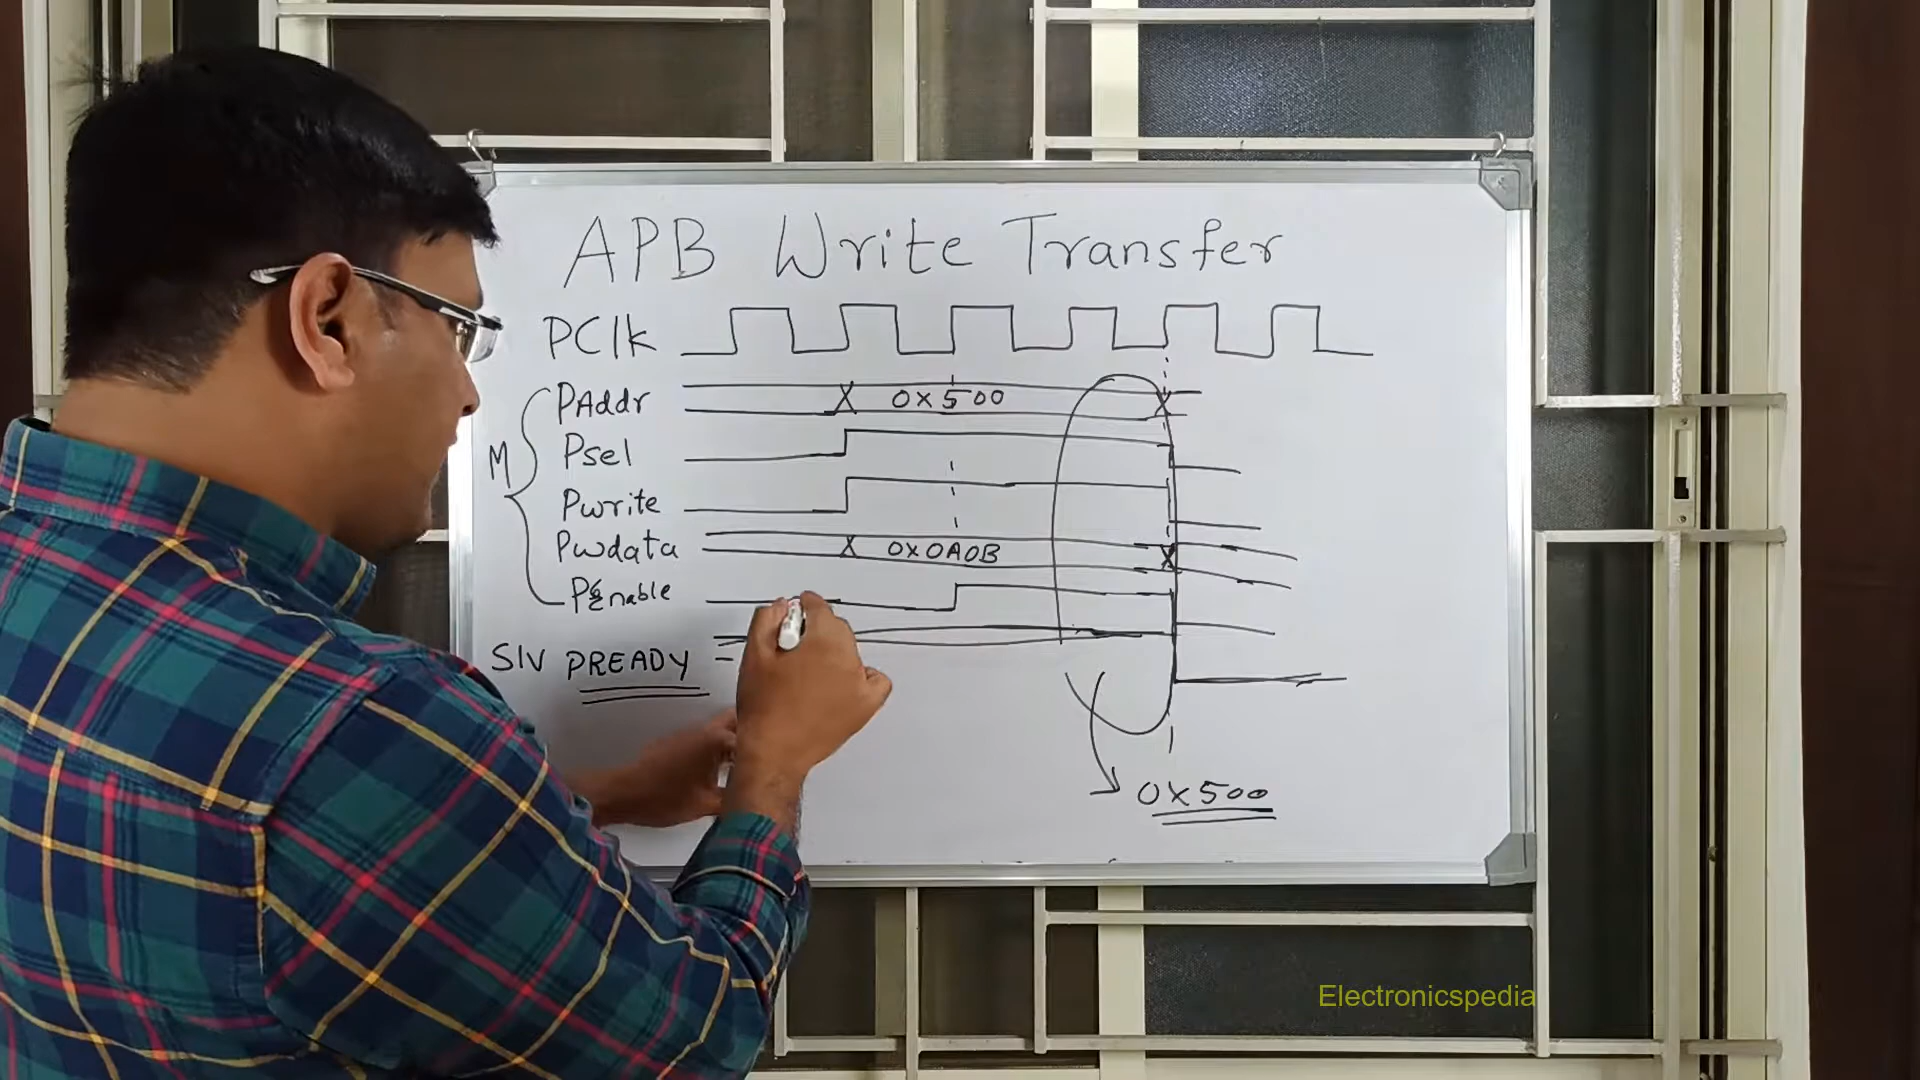 APB Write Transfer
PClk
M
PAddr X 0x500 X
Psel
Pwrite
Pwdata X 0x0A0B X
PEnable
Slv PREADY
0x500
Electronicspedia